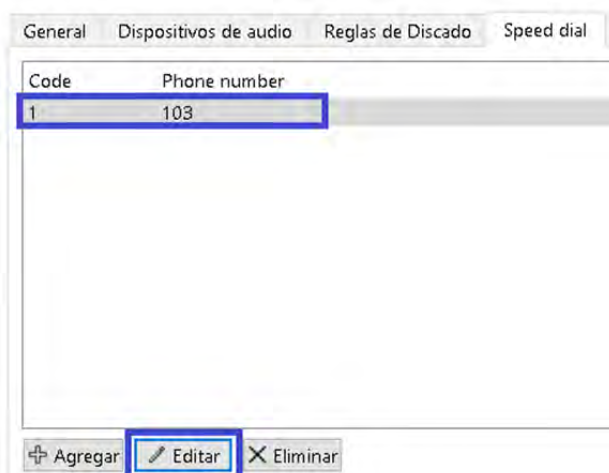 General Dispositivos de audio Reglas de Discado Speed dial
Code Phone number
1 103
Agregar Editar Eliminar